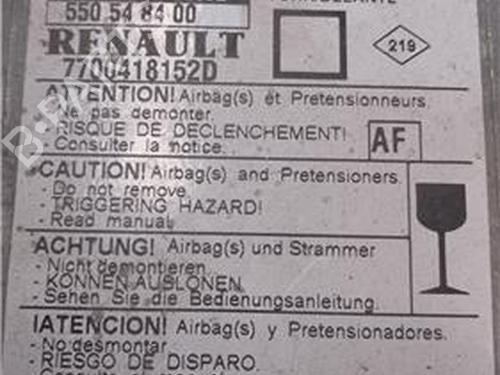 550 54 84 00
RENAULT
7700418152D
219
ATTENTION! Airbag(s) et Pretensionneurs.
- Ne pas demonter.
- RISQUE DE DECLENCHEMENT!
- Consulter la notice.
AF
CAUTION! Airbag(s) and Pretensioners.
- Do not remove
- TRIGGERING HAZARD!
- Read manual
ACHTUNG! Airbag(s) und Strammer
- Nicht demontieren
- KONNEN AUSLONEN.
- Sehen Sie die Bedienungsanleitung.
!ATENCION! Airbag(s) y Pretensionadores.
- No desmontar
- RIESGO DE DISPARO.